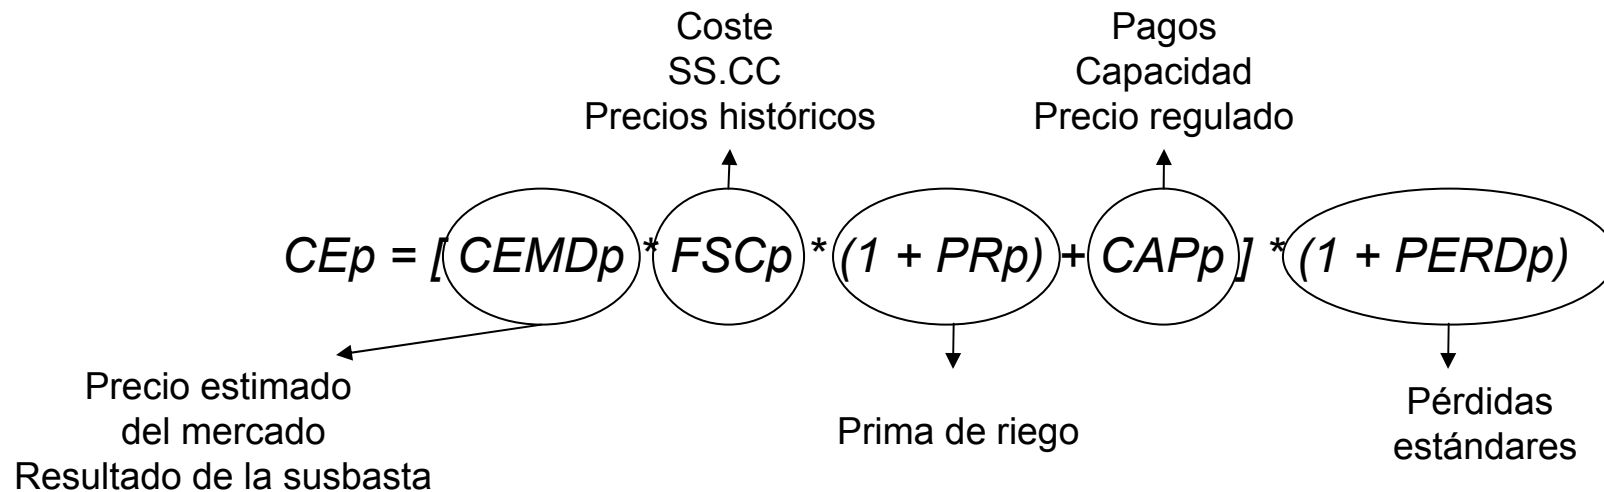 Coste
SS.CC
Precios históricos
Pagos
Capacidad
Precio regulado
CEp = [ CEMDp * FSCp * (1 + PRp) + CAPp ] * (1 + PERDp)
Precio estimado
del mercado
Resultado de la susbasta
Prima de riego
Pérdidas
estándares